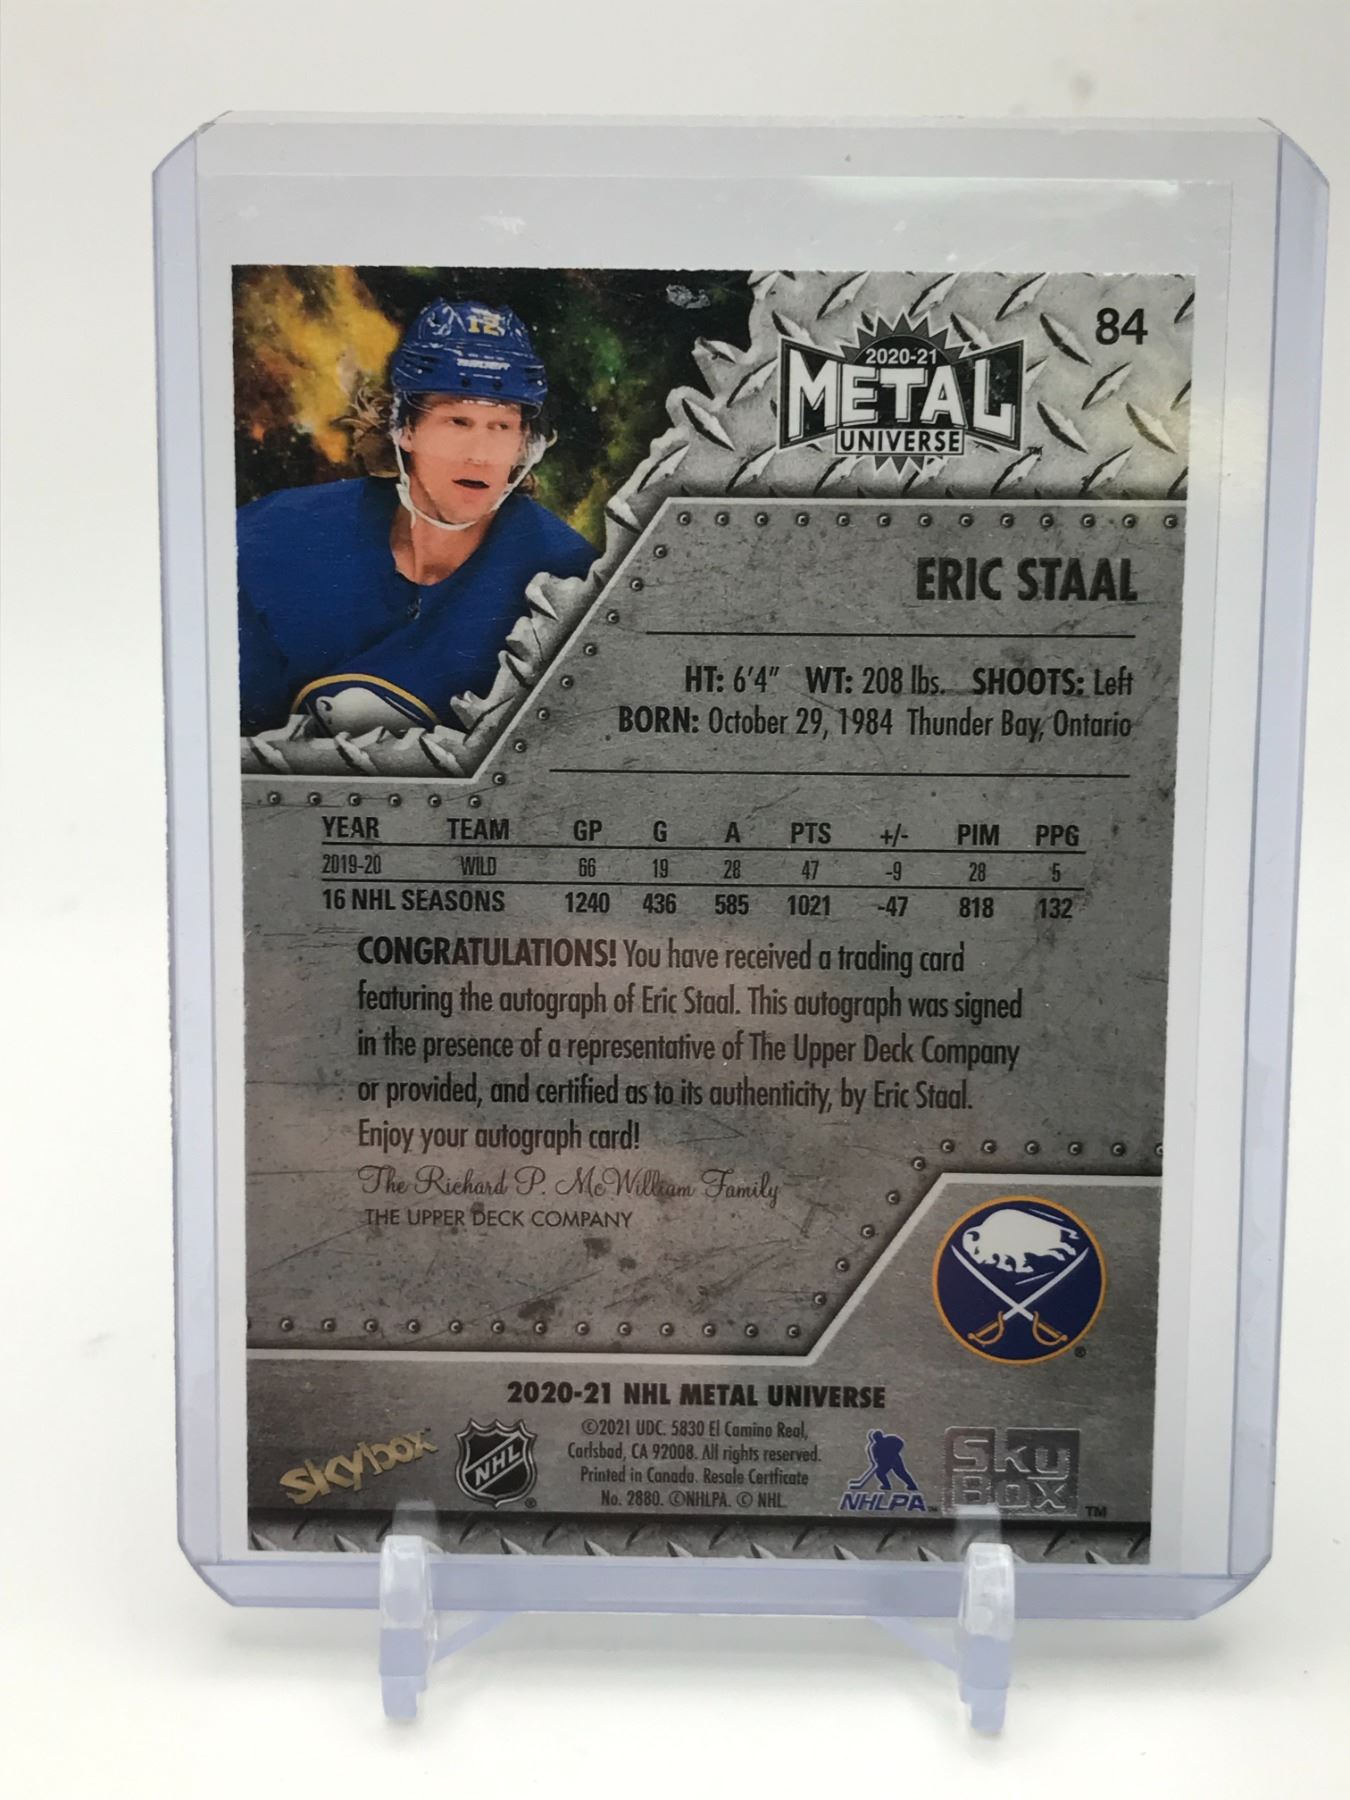 12
BAUER
84
2020-21
METAL
UNIVERSE
TM
ERIC STAAL
HT: 6'4" WT: 208 lbs. SHOOTS: Left
BORN: October 29, 1984 Thunder Bay, Ontario
YEAR TEAM GP G A PTS +/- PIM PPG
2019-20 WILD 66 19 28 47 -9 28 5
16 NHL SEASONS 1240 436 585 1021 -47 818 132
CONGRATULATIONS! You have received a trading card
featuring the autograph of Eric Staal. This autograph was signed
in the presence of a representative of The Upper Deck Company
or provided, and certified as to its authenticity, by Eric Staal.
Enjoy your autograph card!
The Richard P. McWilliam Family
THE UPPER DECK COMPANY
®
2020-21 NHL METAL UNIVERSE
skybox
NHL
®
©2021 UDC. 5830 El Camino Real,
Carlsbad, CA 92008. All rights reserved.
Printed in Canada. Resale Certficate
No. 2880. ©NHLPA. © NHL.
NHLPA TM
SkyBox TM